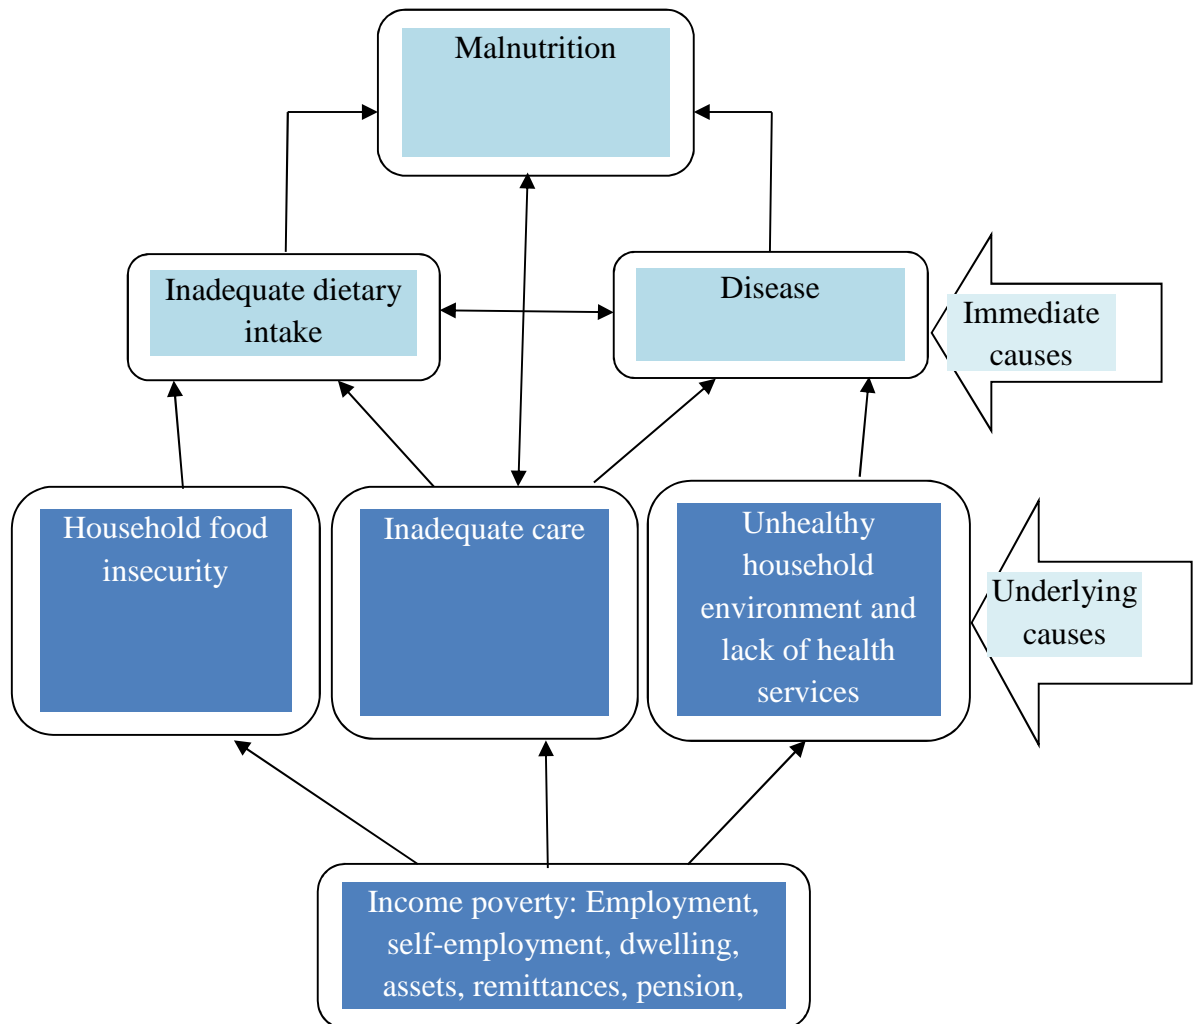 Malnutrition
Inadequate dietary
intake
Disease
Immediate
causes
Household food
insecurity
Inadequate care
Unhealthy
household
environment and
lack of health
services
Underlying
causes
Income poverty: Employment,
self-employment, dwelling,
assets, remittances, pension,